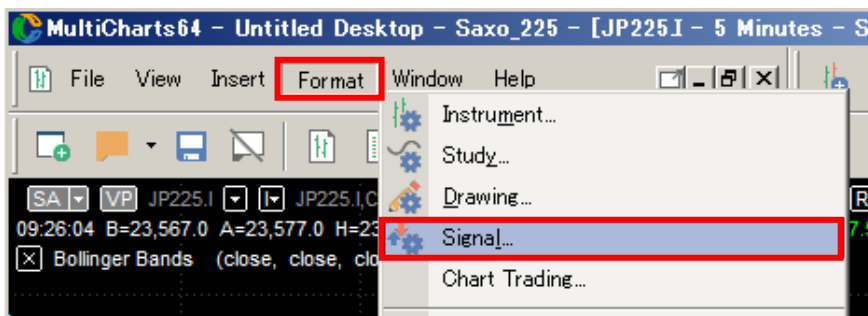 MultiCharts64 - Untitled Desktop - Saxo_225 - [JP225.I - 5 Minutes - S
File View Insert Format Window Help
Instrument...
Study...
Drawing...
Signal...
Chart Trading...
SA VP JP225.I I JP225.I,C
09:26:04 B=23,567.0 A=23,577.0 H=23
Bollinger Bands (close, close, clo